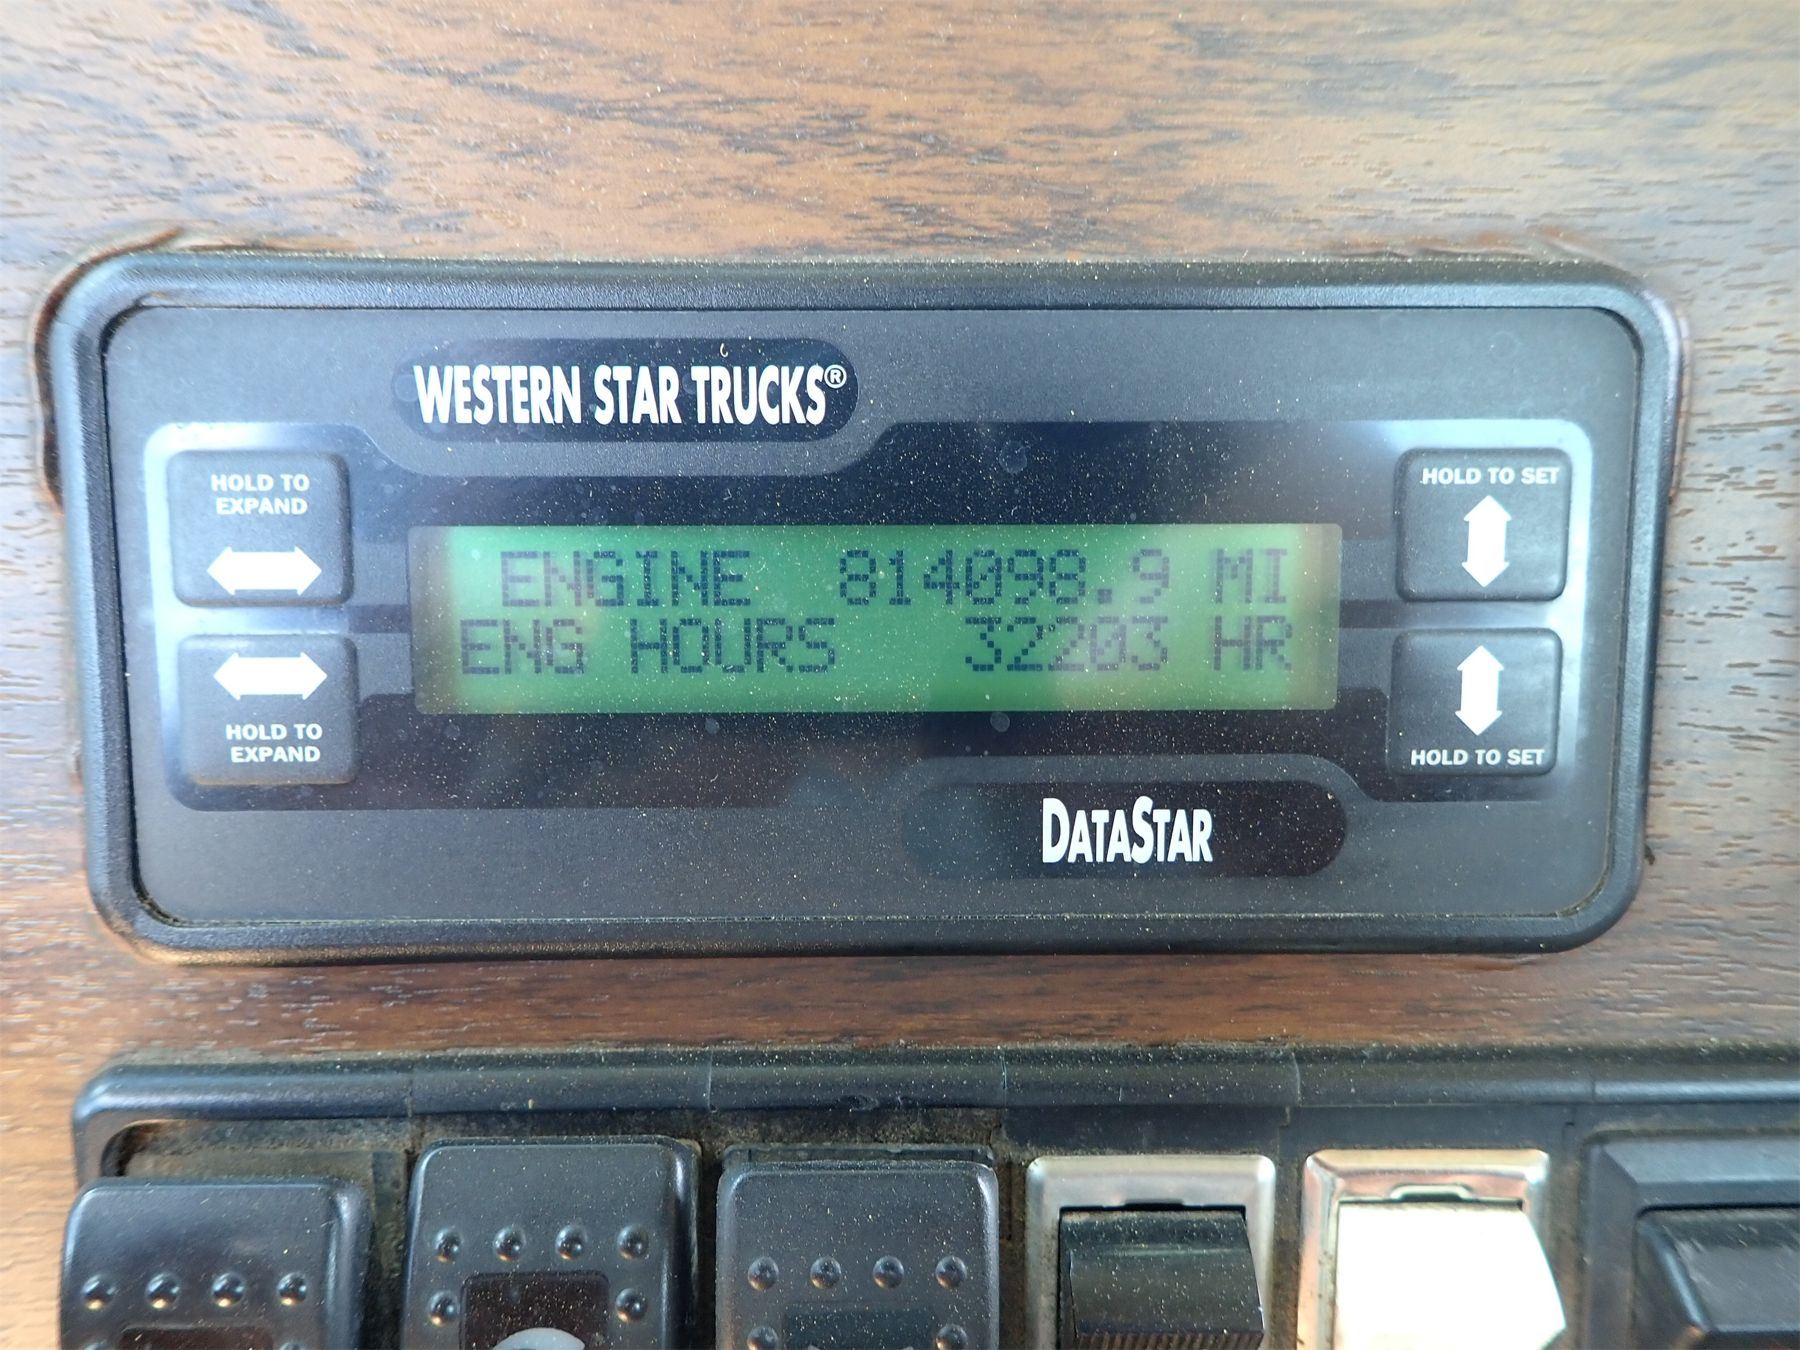 WESTERN STAR TRUCKS®
HOLD TO
EXPAND
HOLD TO SET
ENGINE 814098.9 MI
ENG HOURS 32203 HR
HOLD TO
EXPAND
HOLD TO SET
DATASTAR